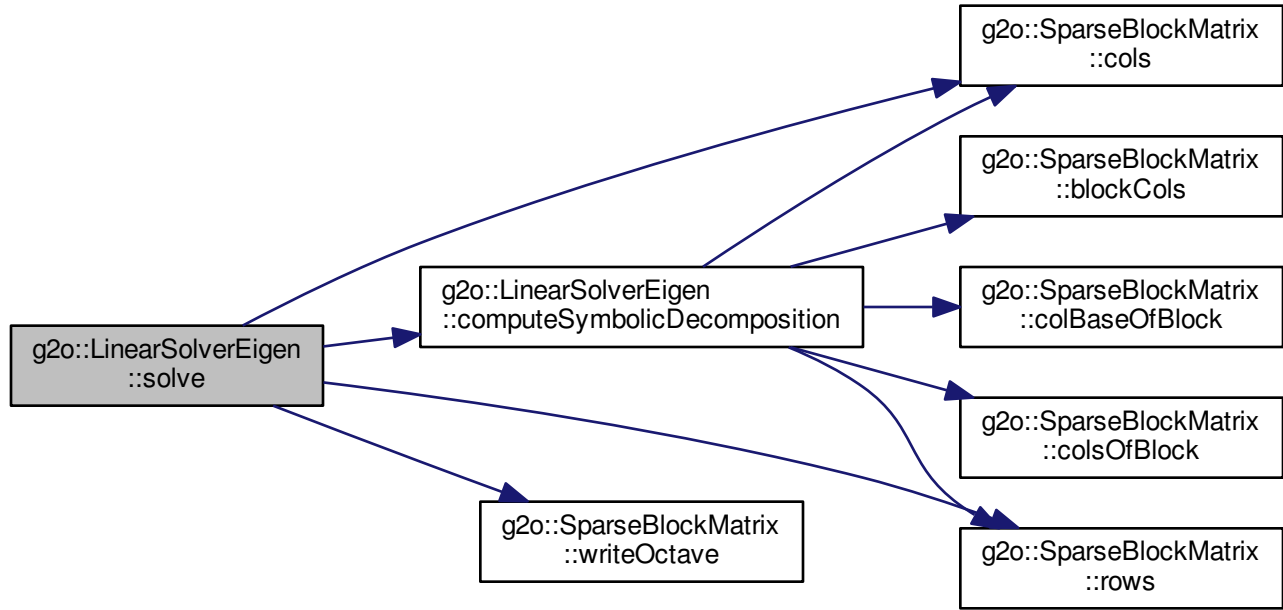 g2o::LinearSolverEigen
::solve
g2o::LinearSolverEigen
::computeSymbolicDecomposition
g2o::SparseBlockMatrix
::writeOctave
g2o::SparseBlockMatrix
::cols
g2o::SparseBlockMatrix
::blockCols
g2o::SparseBlockMatrix
::colBaseOfBlock
g2o::SparseBlockMatrix
::colsOfBlock
g2o::SparseBlockMatrix
::rows